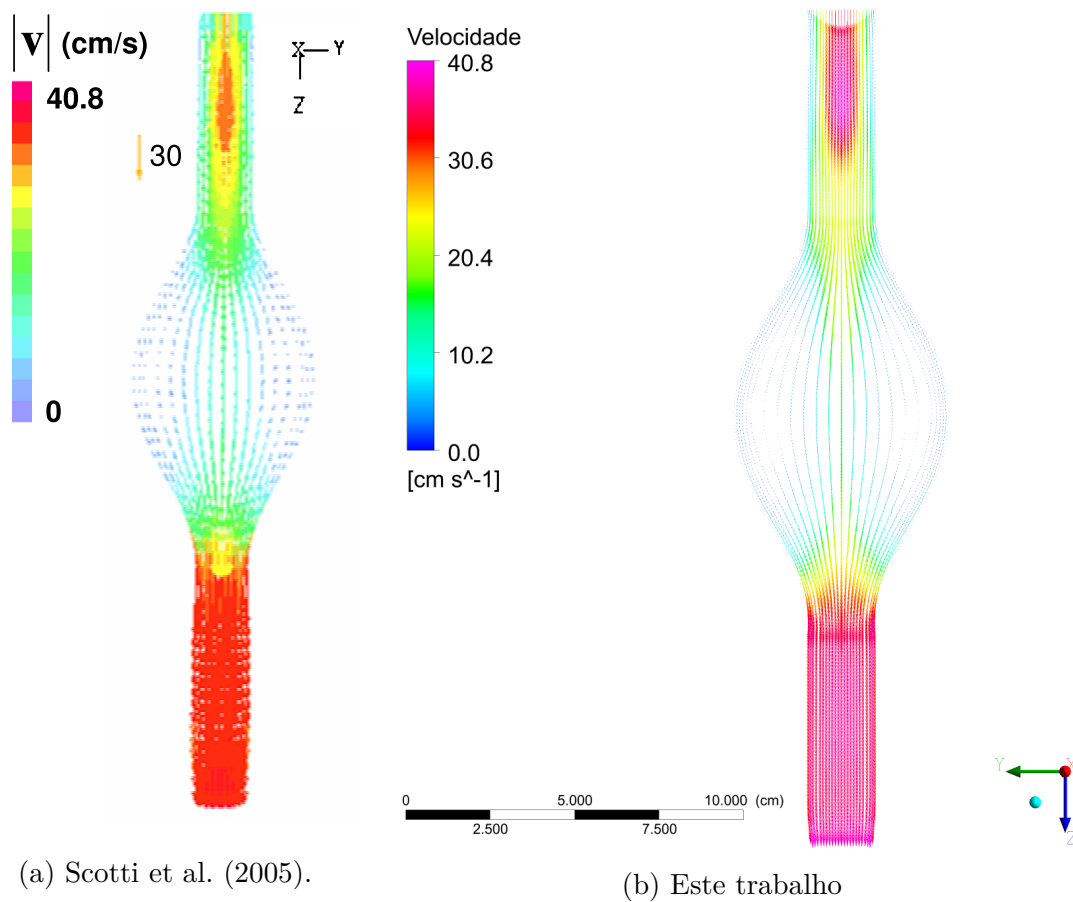 |v| (cm/s)
40.8
0
30
X Y
Z
Velocidade
40.8
30.6
20.4
10.2
0.0
[cm s^-1]
0 5.000 10.000 (cm)
2.500 7.500
Y X
Z
(a) Scotti et al. (2005).
(b) Este trabalho